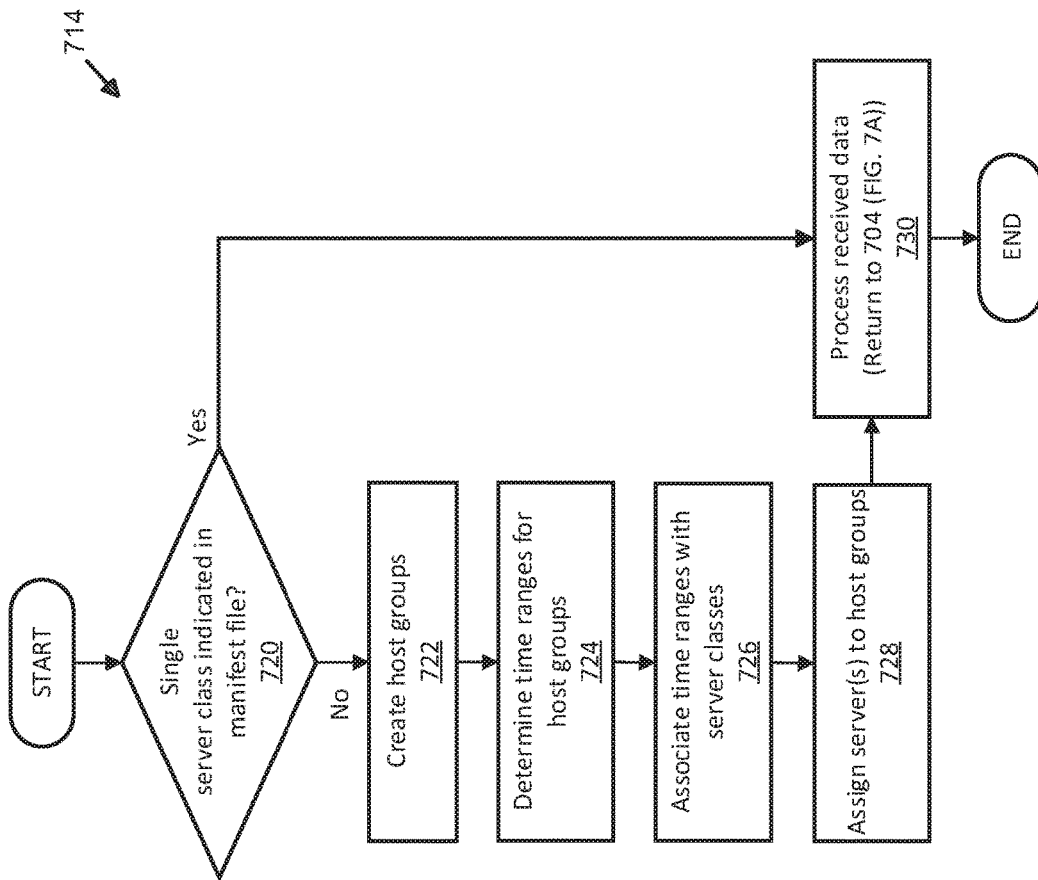 714
START
Single
server class indicated in
manifest file?
720
Yes
No
Create host groups
722
Determine time ranges for
host groups
724
Associate time ranges with
server classes
726
Assign server(s) to host groups
728
Process received data
(Return to 704 (FIG. 7A))
730
END